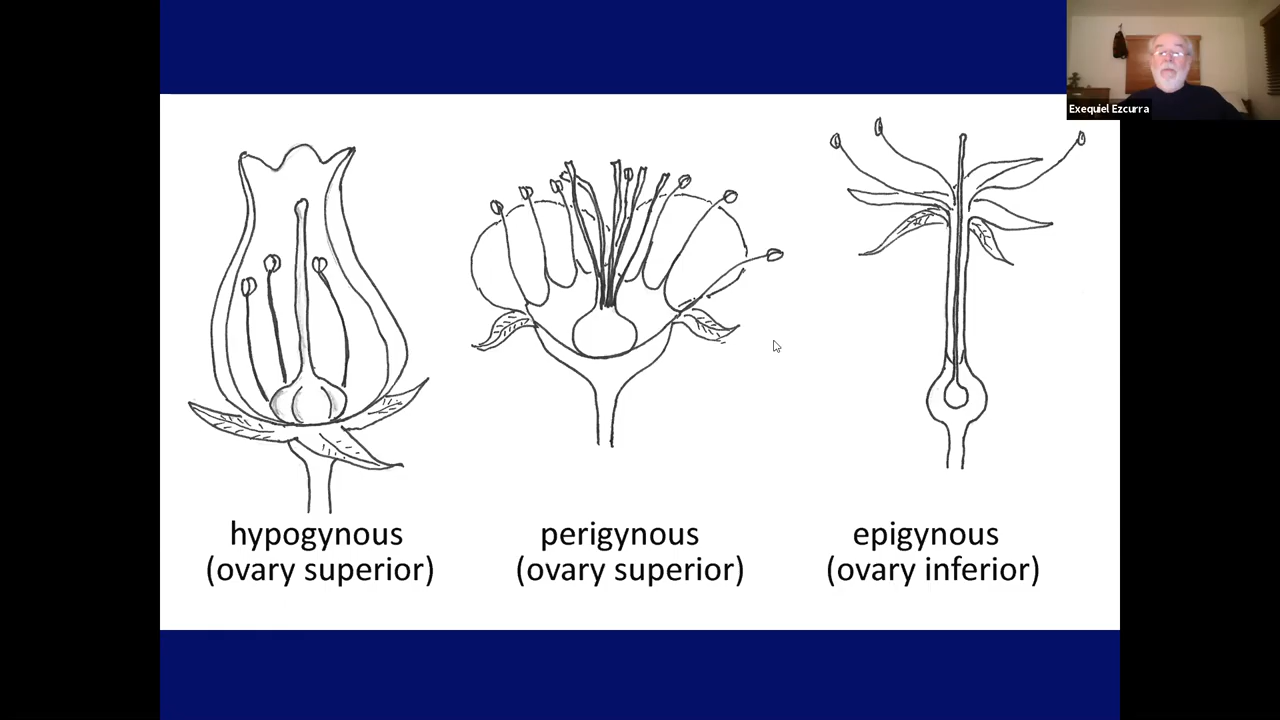 Exequiel Ezcurra
hypogynous
(ovary superior)
perigynous
(ovary superior)
epigynous
(ovary inferior)